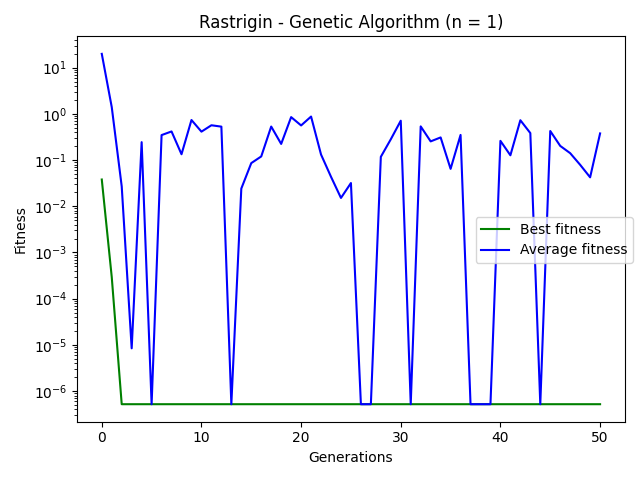 Rastrigin - Genetic Algorithm (n = 1)
Fitness
10¹
10⁰
10⁻¹
10⁻²
10⁻³
10⁻⁴
10⁻⁵
10⁻⁶
Best fitness
Average fitness
0 10 20 30 40 50
Generations